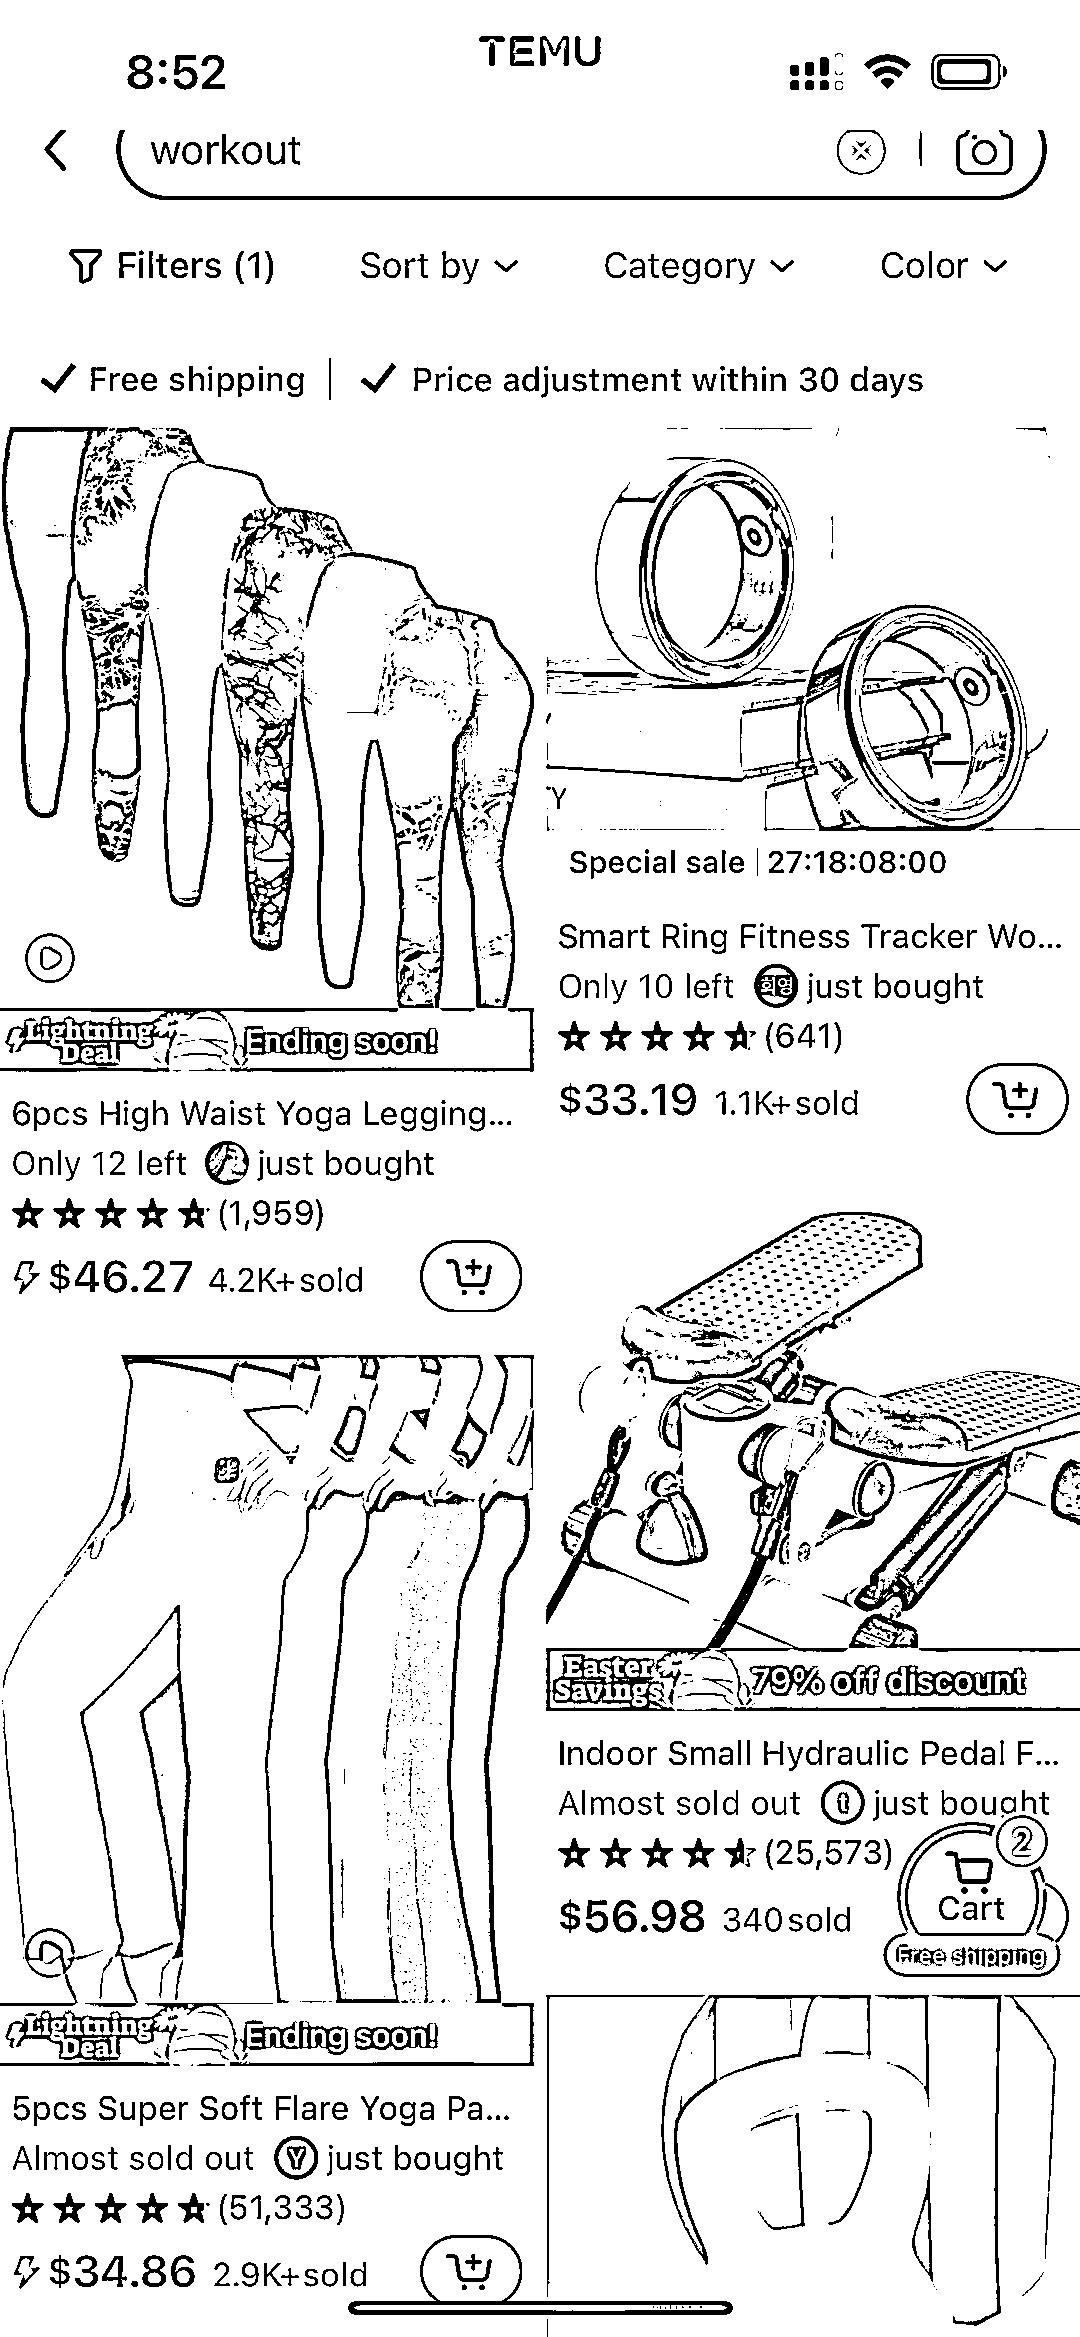 8:52
TEMU
workout
Filters (1)
Sort by
Category
Color
Free shipping
Price adjustment within 30 days
Y
Special sale | 27:18:08:00
Smart Ring Fitness Tracker Wo...
Only 10 left 희영 just bought
(641)
$33.19 1.1K+sold
Lightning Deal
Ending soon!
6pcs High Waist Yoga Legging...
Only 12 left just bought
(1,959)
$46.27 4.2K+sold
Easter Savings
79% off discount
Indoor Small Hydraulic Pedal F...
Almost sold out just bought
(25,573)
$56.98 340sold
2
Cart
Free shipping
Lightning Deal
Ending soon!
5pcs Super Soft Flare Yoga Pa...
Almost sold out Y just bought
(51,333)
$34.86 2.9K+sold